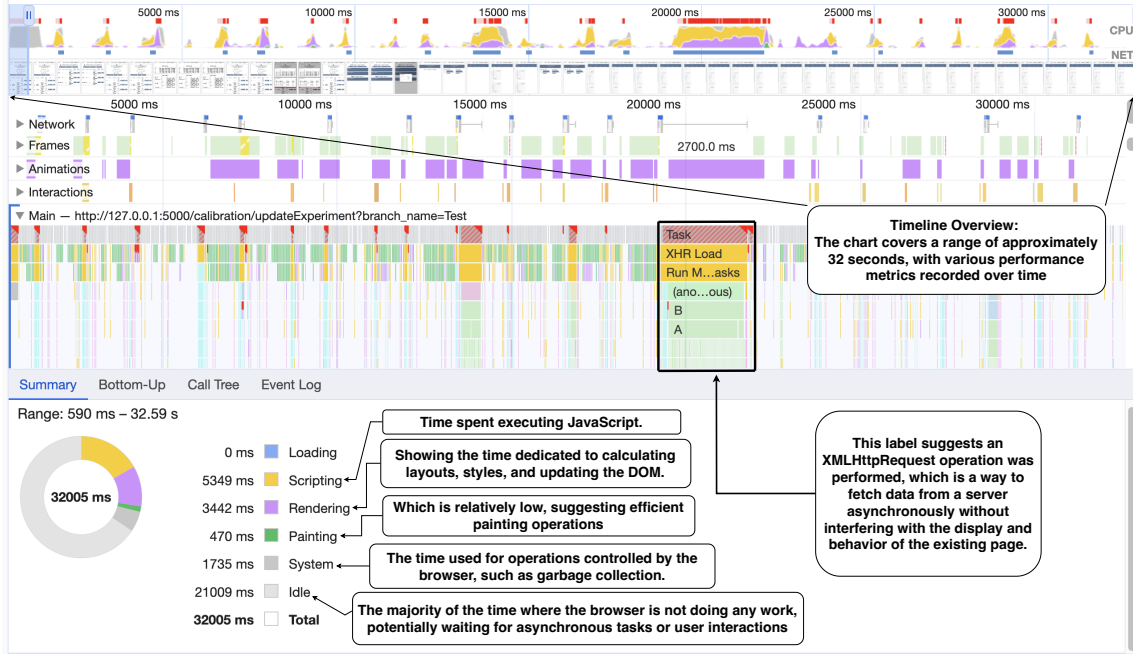 5000 ms 10000 ms 15000 ms 20000 ms 25000 ms 30000 ms
CPU
NET
5000 ms 10000 ms 15000 ms 20000 ms 25000 ms 30000 ms
Network
Frames 2700.0 ms
Animations
Interactions
Main — http://127.0.0.1:5000/calibration/updateExperiment?branch_name=Test
Task
XHR Load
Run M...asks
(ano...ous)
B
A
Timeline Overview:
The chart covers a range of approximately
32 seconds, with various performance
metrics recorded over time
Summary Bottom-Up Call Tree Event Log
Range: 590 ms – 32.59 s
32005 ms
0 ms Loading
5349 ms Scripting
3442 ms Rendering
470 ms Painting
1735 ms System
21009 ms Idle
32005 ms Total
Time spent executing JavaScript.
Showing the time dedicated to calculating
layouts, styles, and updating the DOM.
Which is relatively low, suggesting efficient
painting operations
The time used for operations controlled by the
browser, such as garbage collection.
The majority of the time where the browser is not doing any work,
potentially waiting for asynchronous tasks or user interactions
This label suggests an
XMLHttpRequest operation was
performed, which is a way to
fetch data from a server
asynchronously without
interfering with the display and
behavior of the existing page.